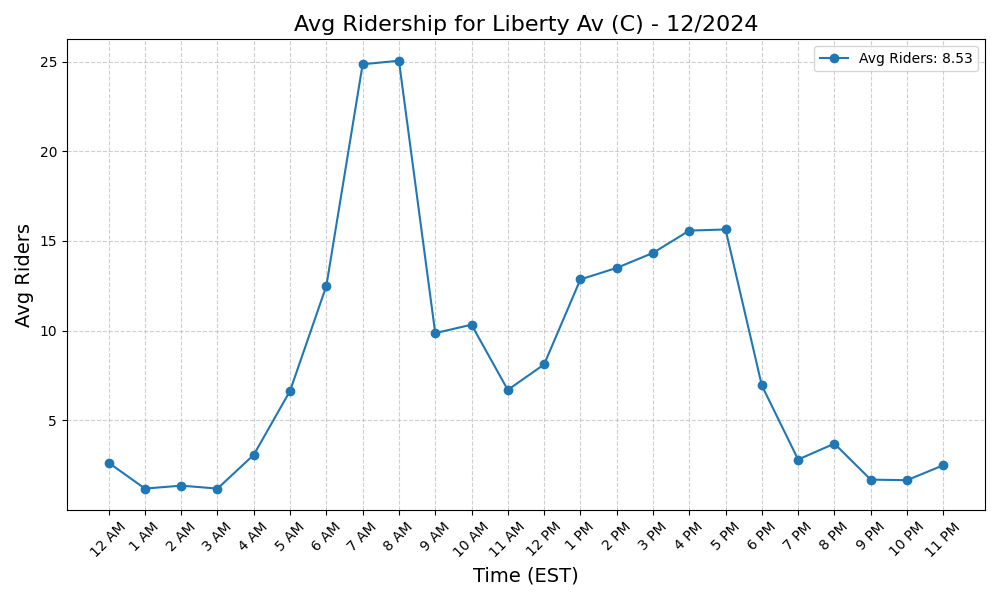 Avg Ridership for Liberty Av (C) - 12/2024
Avg Riders: 8.53
Avg Riders
25
20
15
10
5
12 AM
1 AM
2 AM
3 AM
4 AM
5 AM
6 AM
7 AM
8 AM
9 AM
10 AM
11 AM
12 PM
1 PM
2 PM
3 PM
4 PM
5 PM
6 PM
7 PM
8 PM
9 PM
10 PM
11 PM
Time (EST)